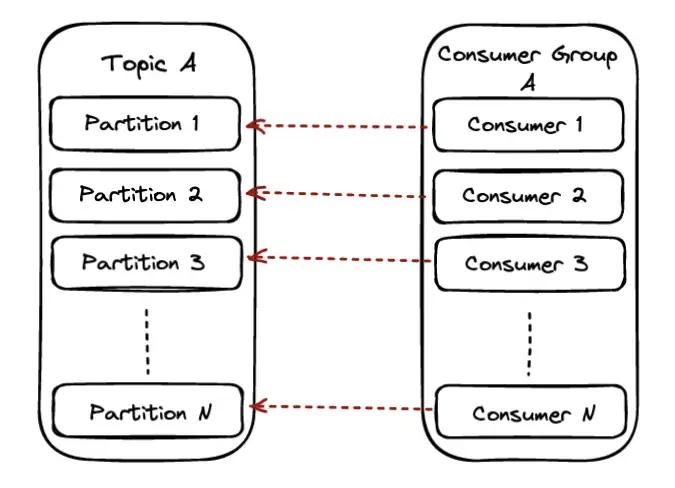 Topic A
Partition 1
Partition 2
Partition 3
Partition N
Consumer Group
A
Consumer 1
Consumer 2
Consumer 3
Consumer N